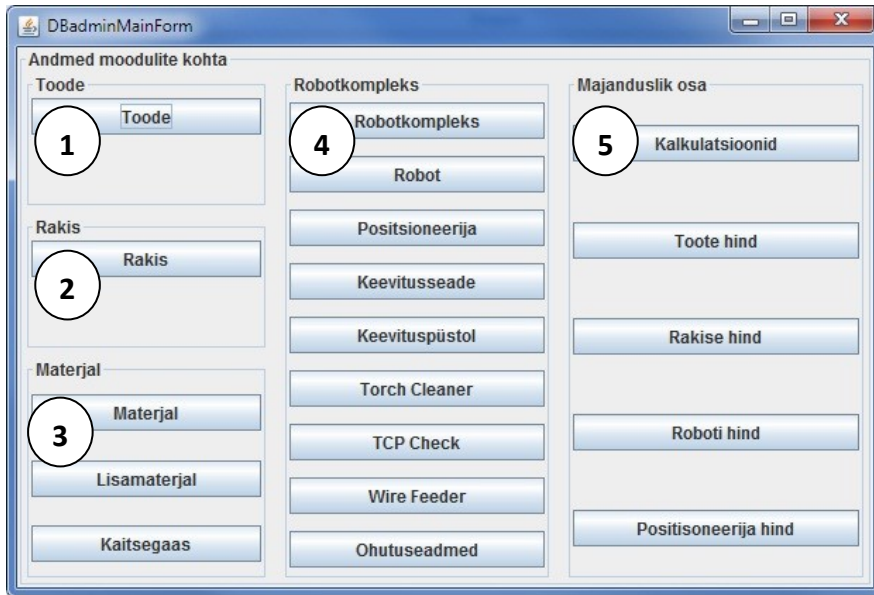 DBadminMainForm
Andmed moodulite kohta
Toode
Toode
1
Rakis
Rakis
2
Materjal
Materjal
3
Lisamaterjal
Kaitsegaas
Robotkompleks
Robotkompleks
4
Robot
Positsioneerija
Keevitusseade
Keevituspüstol
Torch Cleaner
TCP Check
Wire Feeder
Ohutuseadmed
Majanduslik osa
Kalkulatsioonid
5
Toote hind
Rakise hind
Roboti hind
Positisoneerija hind